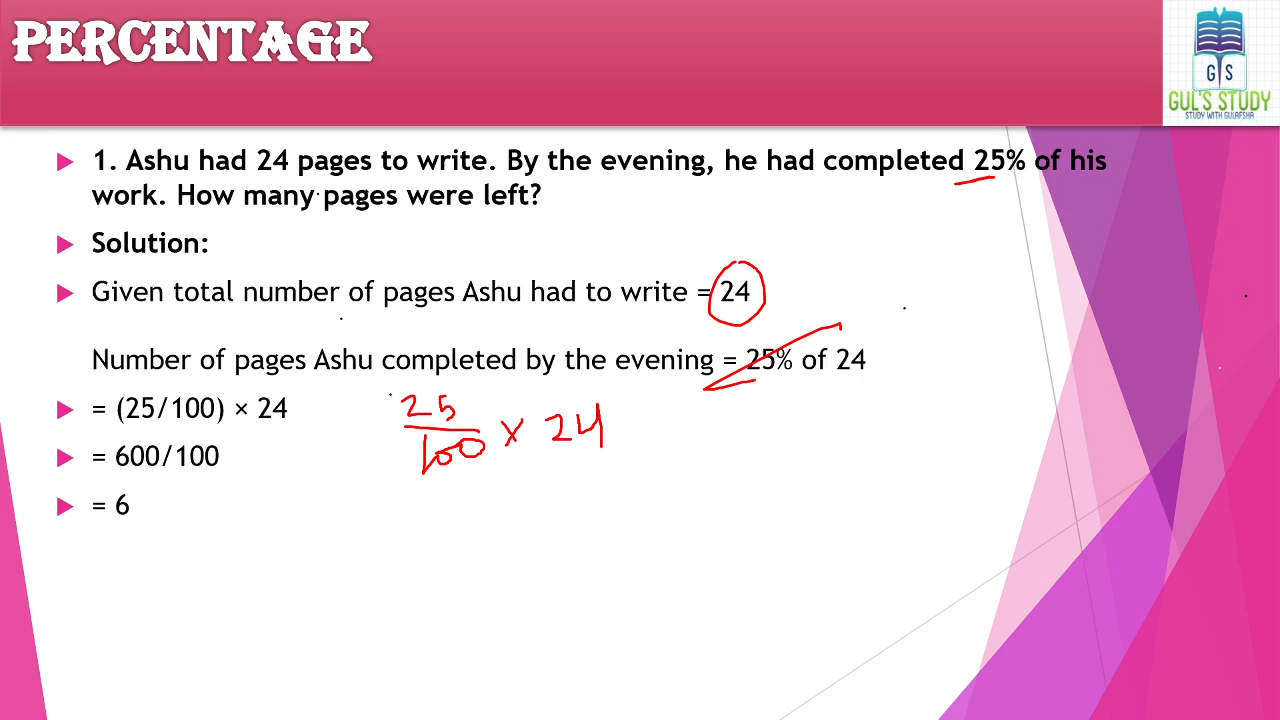 PERCENTAGE
G S
GUL'S STUDY
STUDY WITH GULAFSHA
1. Ashu had 24 pages to write. By the evening, he had completed 25% of his
work. How many pages were left?
Solution:
Given total number of pages Ashu had to write = 24
Number of pages Ashu completed by the evening = 25% of 24
= (25/100) × 24
25
100
× 24
= 600/100
= 6